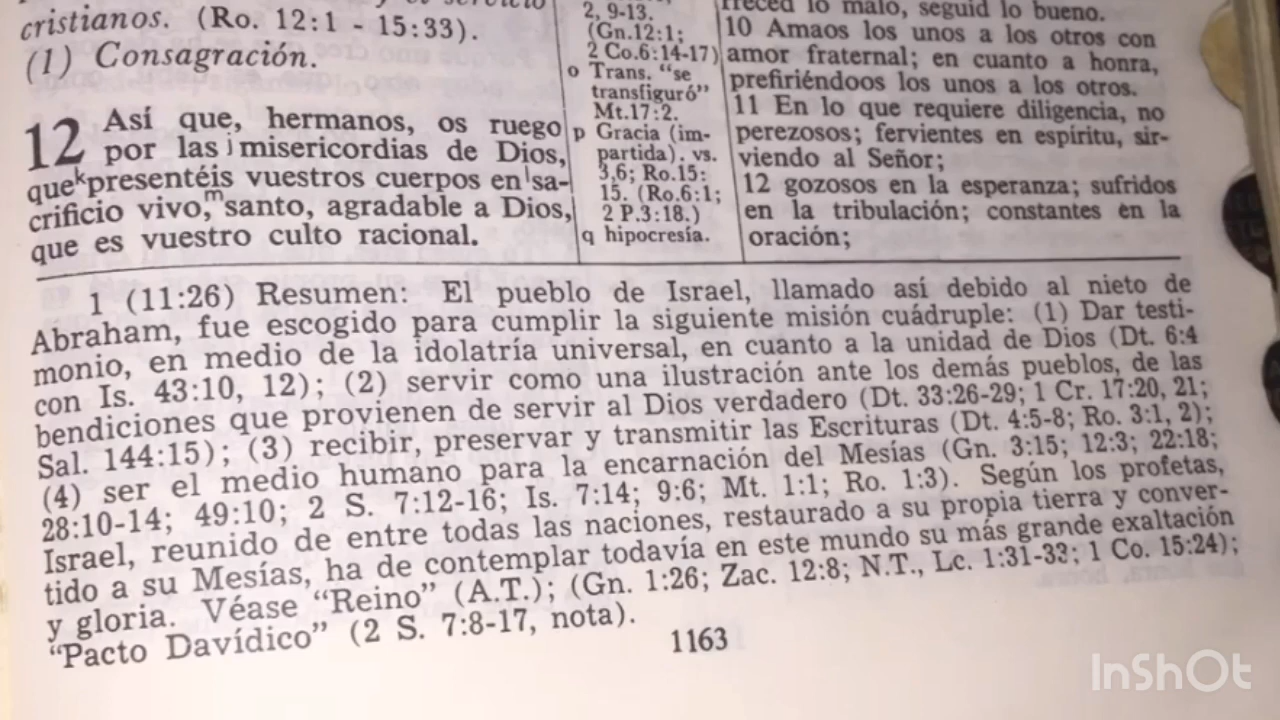 cristianos. (Ro. 12:1 - 15:33).
(1) Consagración.
12 Así que, hermanos, os ruego
por las j misericordias de Dios,
que k presentéis vuestros cuerpos en l sa-
crificio vivo, m santo, agradable a Dios,
que es vuestro culto racional.
2, 9-13.
(Gn.12:1;
2 Co.6:14-17)
o Trans. “se
transfiguró”
Mt.17:2.
p Gracia (im-
partida). vs.
3,6; Ro.15:
15. (Ro.6:1;
2 P.3:18.)
q hipocresía.
lo malo, seguid lo bueno.
10 Amaos los unos a los otros con
amor fraternal; en cuanto a honra,
prefiriéndoos los unos a los otros.
11 En lo que requiere diligencia, no
perezosos; fervientes en espíritu, sir-
viendo al Señor;
12 gozosos en la esperanza; sufridos
en la tribulación; constantes en la
oración;
1 (11:26) Resumen: El pueblo de Israel, llamado así debido al nieto de
Abraham, fue escogido para cumplir la siguiente misión cuádruple: (1) Dar testi-
monio, en medio de la idolatría universal, en cuanto a la unidad de Dios (Dt. 6:4
con Is. 43:10, 12); (2) servir como una ilustración ante los demás pueblos, de las
bendiciones que provienen de servir al Dios verdadero (Dt. 33:26-29; 1 Cr. 17:20, 21;
Sal. 144:15); (3) recibir, preservar y transmitir las Escrituras (Dt. 4:5-8; Ro. 3:1, 2);
(4) ser el medio humano para la encarnación del Mesías (Gn. 3:15; 12:3; 22:18;
28:10-14; 49:10; 2 S. 7:12-16; Is. 7:14; 9:6; Mt. 1:1; Ro. 1:3). Según los profetas,
Israel, reunido de entre todas las naciones, restaurado a su propia tierra y conver-
tido a su Mesías, ha de contemplar todavía en este mundo su más grande exaltación
y gloria. Véase “Reino” (A.T.); (Gn. 1:26; Zac. 12:8; N.T., Lc. 1:31-33; 1 Co. 15:24);
“Pacto Davídico” (2 S. 7:8-17, nota).
1163
InShOt